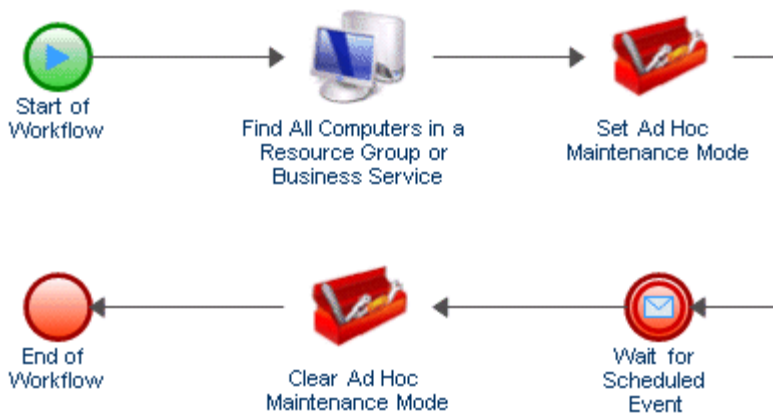 Start of
Workflow
Find All Computers in a
Resource Group or
Business Service
Set Ad Hoc
Maintenance Mode
End of
Workflow
Clear Ad Hoc
Maintenance Mode
Wait for
Scheduled
Event